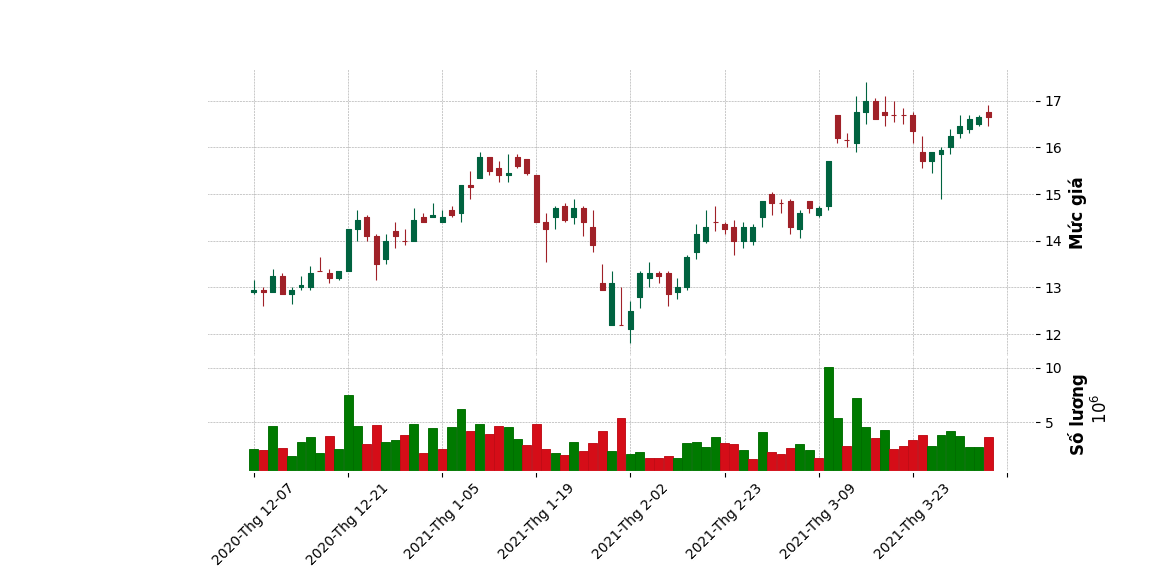 17
16
15
14
13
12
Mức giá
10
5
Số lượng
10^6
2020-Thg 12-07
2020-Thg 12-21
2021-Thg 1-05
2021-Thg 1-19
2021-Thg 2-02
2021-Thg 2-23
2021-Thg 3-09
2021-Thg 3-23